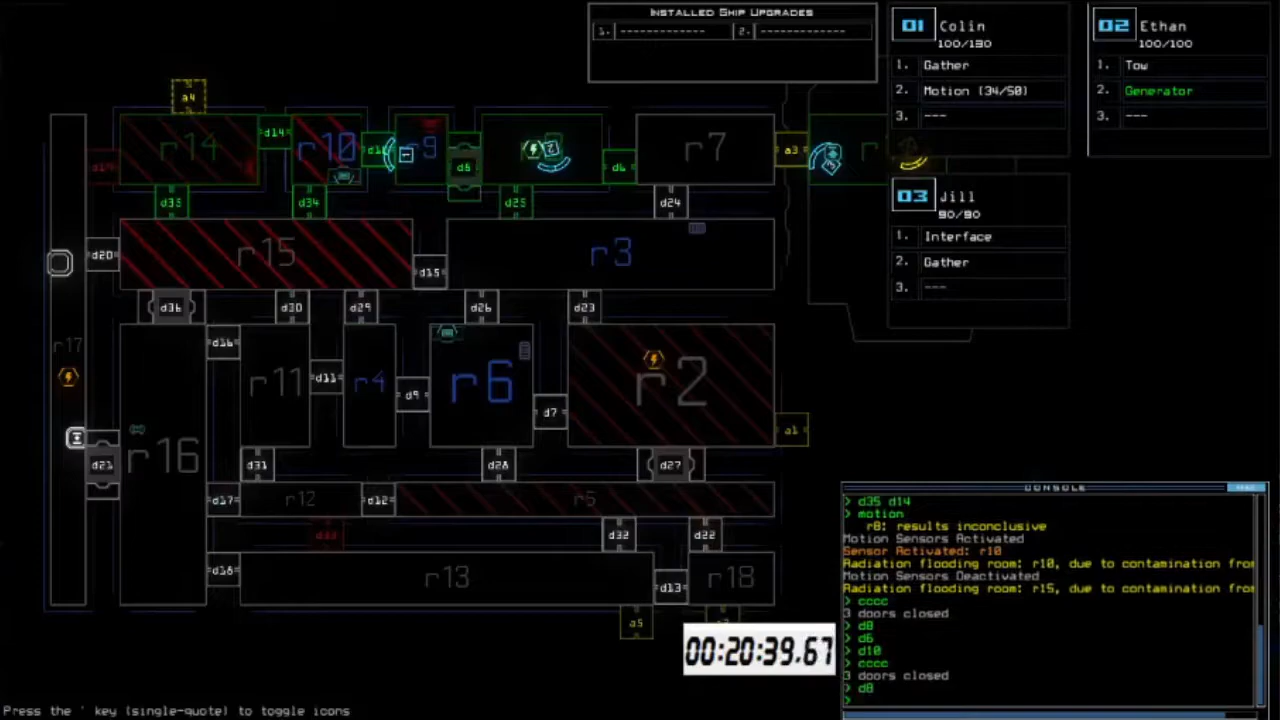 Installed Ship Upgrades
1. ------------- 2. -------------
01 Colin
100/130
1. Gather
2. Motion (34/50)
3. ---
02 Ethan
100/100
1. Tow
2. Generator
3. ---
03 Jill
90/90
1. Interface
2. Gather
3. ---
a4
r14
d14
r10
r9
d8
2
d6
r7
a3
r
d19
d35
d34
d25
d24
d20
r15
d15
r3
d36
d30
d29
d26
d23
r17
d16
r11
d11
r4
d9
r6
d7
r2
a1
r16
d21
d31
d28
d27
d17
r12
d12
r5
d32
d22
d18
r13
d13
r18
a5
00:20:39.67
CONSOLE
> d35 d14
> motion
r8: results inconclusive
Motion Sensors Activated
Sensor Activated: r10
Radiation flooding room: r10, due to contamination from
Motion Sensors Deactivated
Radiation flooding room: r15, due to contamination from
> cccc
3 doors closed
> d8
> d6
> d10
> cccc
3 doors closed
> d8
>
Press the ' key (single-quote) to toggle icons